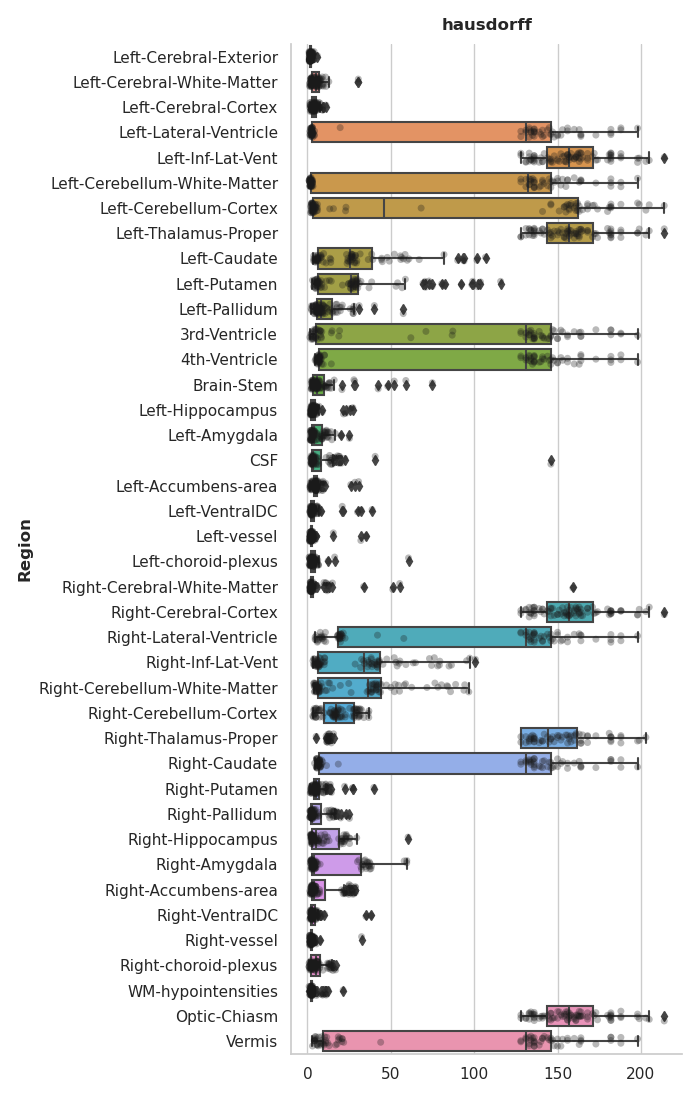 hausdorff
Left-Cerebral-Exterior
Left-Cerebral-White-Matter
Left-Cerebral-Cortex
Left-Lateral-Ventricle
Left-Inf-Lat-Vent
Left-Cerebellum-White-Matter
Left-Cerebellum-Cortex
Left-Thalamus-Proper
Left-Caudate
Left-Putamen
Left-Pallidum
3rd-Ventricle
4th-Ventricle
Brain-Stem
Left-Hippocampus
Left-Amygdala
CSF
Left-Accumbens-area
Left-VentralDC
Left-vessel
Left-choroid-plexus
Right-Cerebral-White-Matter
Right-Cerebral-Cortex
Right-Lateral-Ventricle
Right-Inf-Lat-Vent
Right-Cerebellum-White-Matter
Right-Cerebellum-Cortex
Right-Thalamus-Proper
Right-Caudate
Right-Putamen
Right-Pallidum
Right-Hippocampus
Right-Amygdala
Right-Accumbens-area
Right-VentralDC
Right-vessel
Right-choroid-plexus
WM-hypointensities
Optic-Chiasm
Vermis
Region
0 50 100 150 200